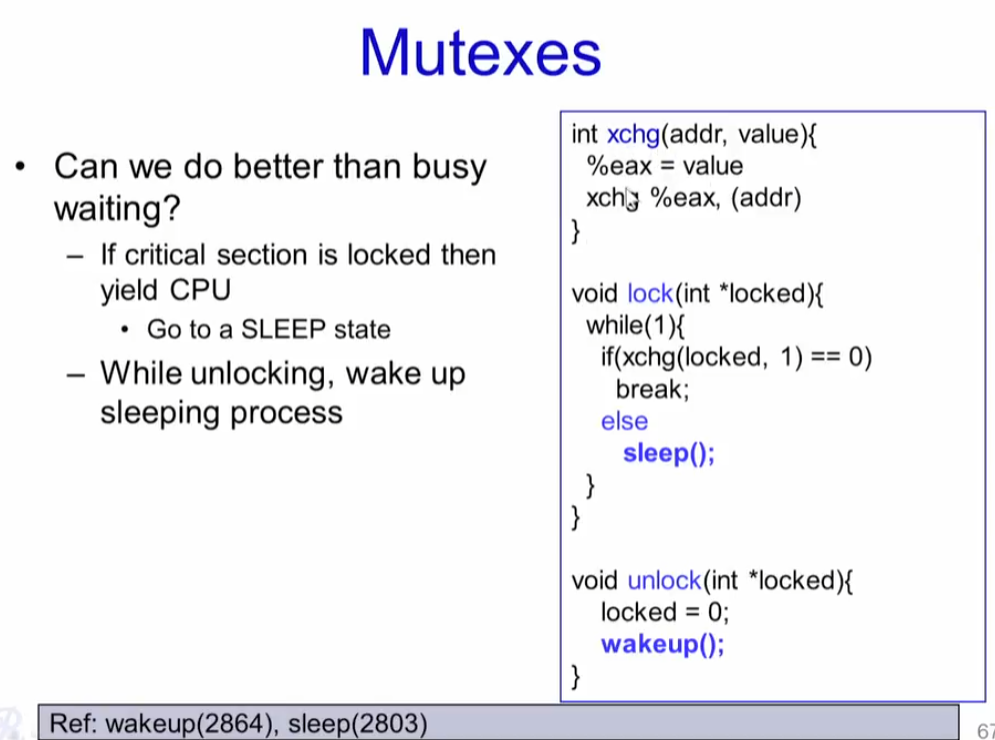 Mutexes
• Can we do better than busy
waiting?
– If critical section is locked then
yield CPU
• Go to a SLEEP state
– While unlocking, wake up
sleeping process
int xchg(addr, value){
%eax = value
xchg %eax, (addr)
}
void lock(int *locked){
while(1){
if(xchg(locked, 1) == 0)
break;
else
sleep();
}
}
void unlock(int *locked){
locked = 0;
wakeup();
}
Ref: wakeup(2864), sleep(2803)
67